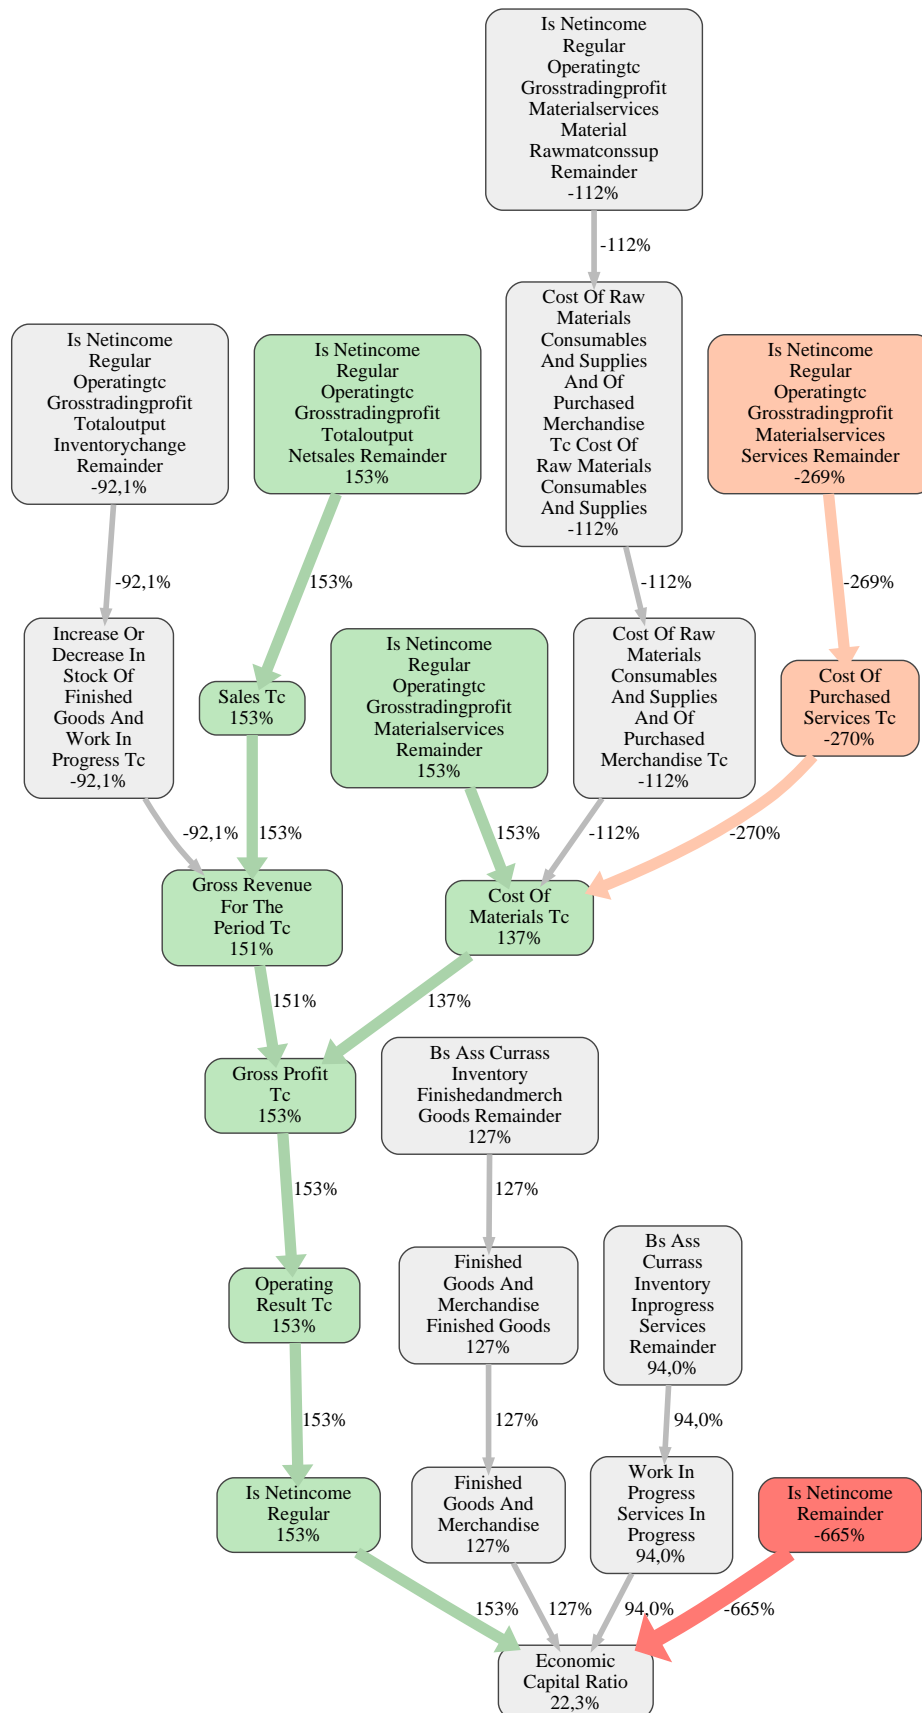 Is Netincome
Regular
Operatingtc
Grosstradingprofit
Materialservices
Material
Rawmatconssup
Remainder
-112%
-112%
Is Netincome
Regular
Operatingtc
Grosstradingprofit
Totaloutput
Inventorychange
Remainder
-92,1%
Is Netincome
Regular
Operatingtc
Grosstradingprofit
Totaloutput
Netsales Remainder
153%
Cost Of Raw
Materials
Consumables
And Supplies
And Of
Purchased
Merchandise
Tc Cost Of
Raw Materials
Consumables
And Supplies
-112%
Is Netincome
Regular
Operatingtc
Grosstradingprofit
Materialservices
Services Remainder
-269%
-92,1%
153%
-112%
-269%
Increase Or
Decrease In
Stock Of
Finished
Goods And
Work In
Progress Tc
-92,1%
Sales Tc
153%
Is Netincome
Regular
Operatingtc
Grosstradingprofit
Materialservices
Remainder
153%
Cost Of Raw
Materials
Consumables
And Supplies
And Of
Purchased
Merchandise Tc
-112%
Cost Of
Purchased
Services Tc
-270%
-92,1%
153%
153%
-112%
-270%
Gross Revenue
For The
Period Tc
151%
Cost Of
Materials Tc
137%
151%
137%
Gross Profit
Tc
153%
Bs Ass Currass
Inventory
Finishedandmerch
Goods Remainder
127%
153%
127%
Operating
Result Tc
153%
Finished
Goods And
Merchandise
Finished Goods
127%
Bs Ass
Currass
Inventory
Inprogress
Services
Remainder
94,0%
153%
127%
94,0%
Is Netincome
Regular
153%
Finished
Goods And
Merchandise
127%
Work In
Progress
Services In
Progress
94,0%
Is Netincome
Remainder
-665%
153%
127%
94,0%
-665%
Economic
Capital Ratio
22,3%